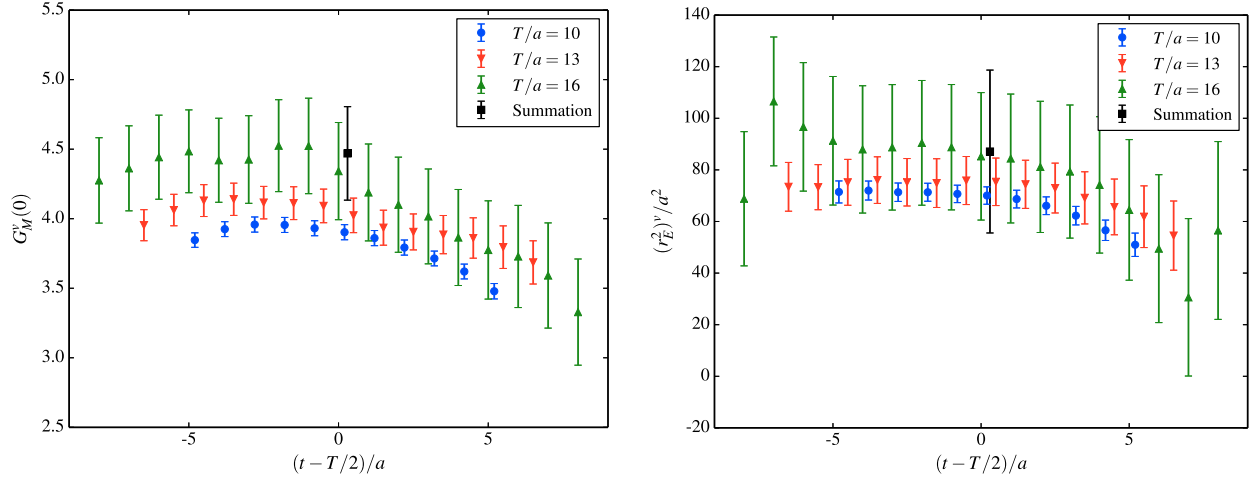 5.5
5.0
4.5
4.0
3.5
3.0
2.5
G_M^v(0)
-5
0
5
(t − T/2)/a
T/a = 10
T/a = 13
T/a = 16
Summation
140
120
100
80
60
40
20
0
-20
(r_E^2)^v/a^2
-5
0
5
(t − T/2)/a
T/a = 10
T/a = 13
T/a = 16
Summation